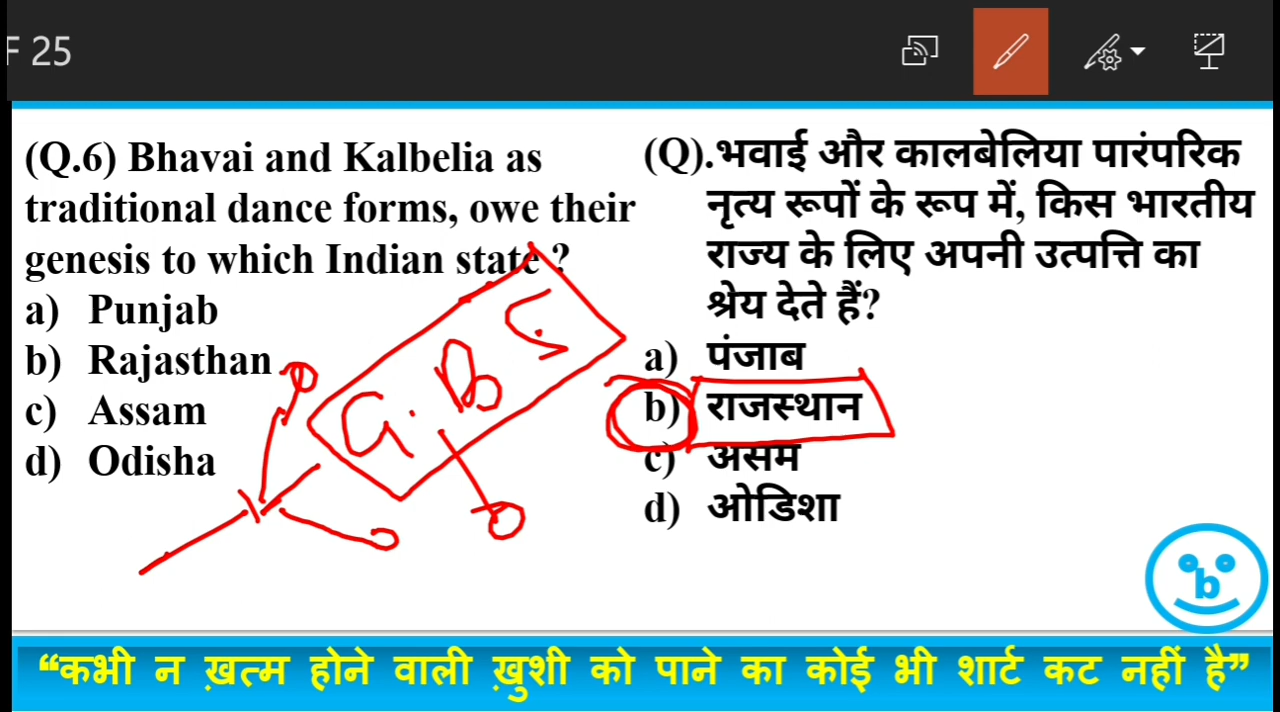 F 25
(Q.6) Bhavai and Kalbelia as
traditional dance forms, owe their
genesis to which Indian state ?
a) Punjab
b) Rajasthan
c) Assam
d) Odisha
G. B
(Q).भवाई और कालबेलिया पारंपरिक
नृत्य रूपों के रूप में, किस भारतीय
राज्य के लिए अपनी उत्पत्ति का
श्रेय देते हैं?
a) पंजाब
b) राजस्थान
c) असम
d) ओडिशा
b
“कभी न ख़त्म होने वाली ख़ुशी को पाने का कोई भी शार्ट कट नहीं है”